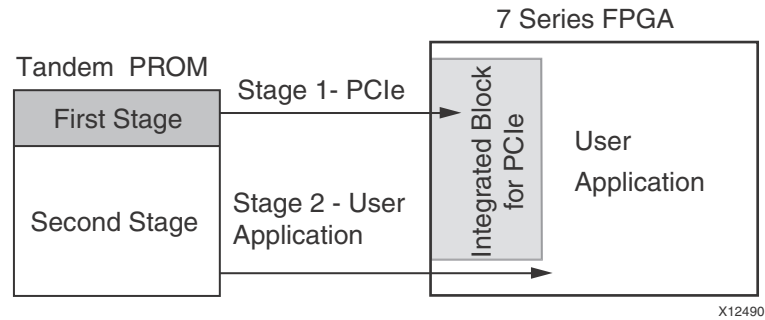 7 Series FPGA
Tandem PROM
First Stage
Second Stage
Stage 1- PCIe
Stage 2 - User
Application
Integrated Block
for PCIe
User
Application
X12490